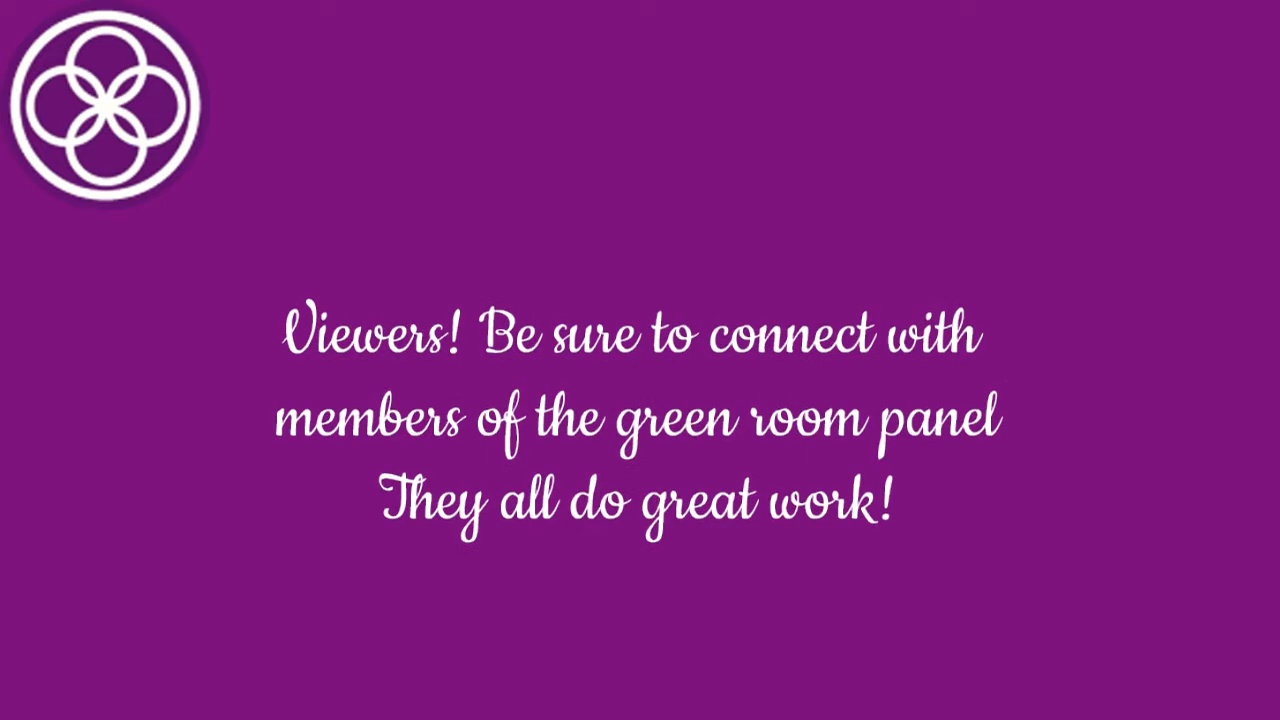 Viewers! Be sure to connect with
members of the green room panel
They all do great work!